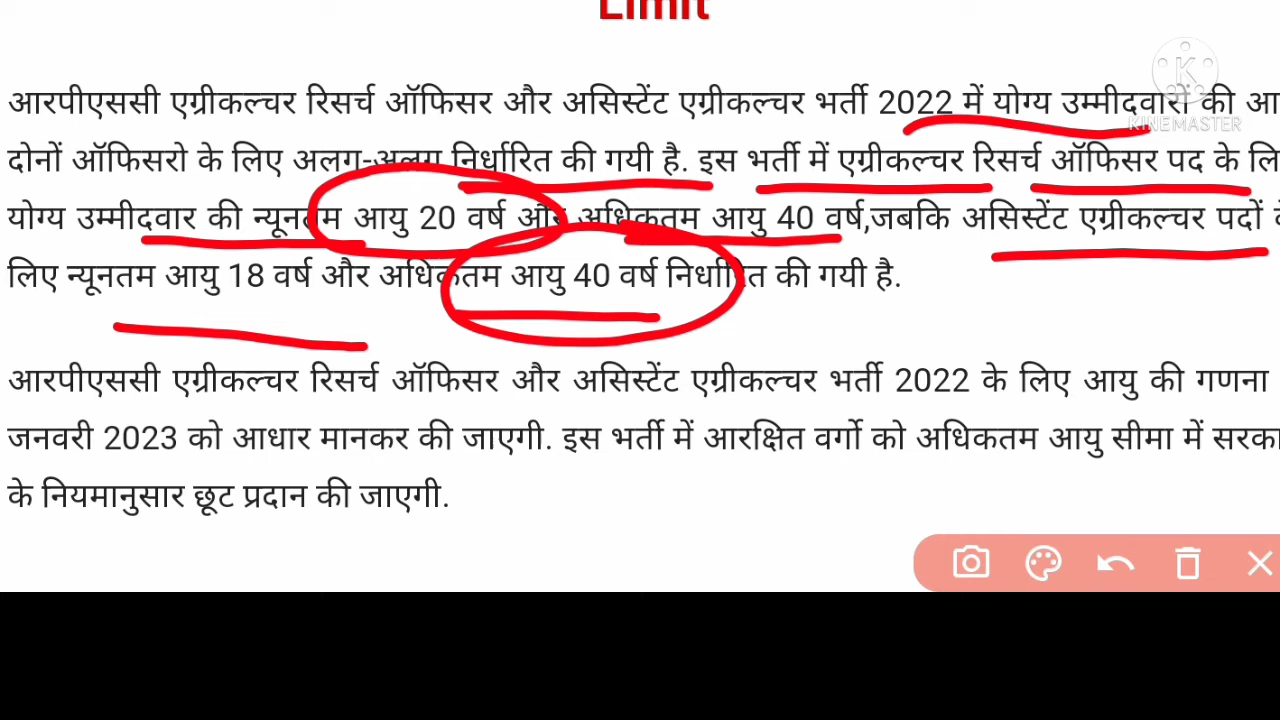 Limit
आरपीएससी एग्रीकल्चर रिसर्च ऑफिसर और असिस्टेंट एग्रीकल्चर भर्ती 2022 में योग्य उम्मीदवारों की
दोनों ऑफिसरो के लिए अलग-अलग निर्धारित की गयी है. इस भर्ती में एग्रीकल्चर रिसर्च ऑफिसर पद के
योग्य उम्मीदवार की न्यूनतम आयु 20 वर्ष और अधिकतम आयु 40 वर्ष,जबकि असिस्टेंट एग्रीकल्चर पदों
लिए न्यूनतम आयु 18 वर्ष और अधिकतम आयु 40 वर्ष निर्धारित की गयी है.
आरपीएससी एग्रीकल्चर रिसर्च ऑफिसर और असिस्टेंट एग्रीकल्चर भर्ती 2022 के लिए आयु की गणना
जनवरी 2023 को आधार मानकर की जाएगी. इस भर्ती में आरक्षित वर्गो को अधिकतम आयु सीमा में
के नियमानुसार छूट प्रदान की जाएगी.
K
KINEMASTER